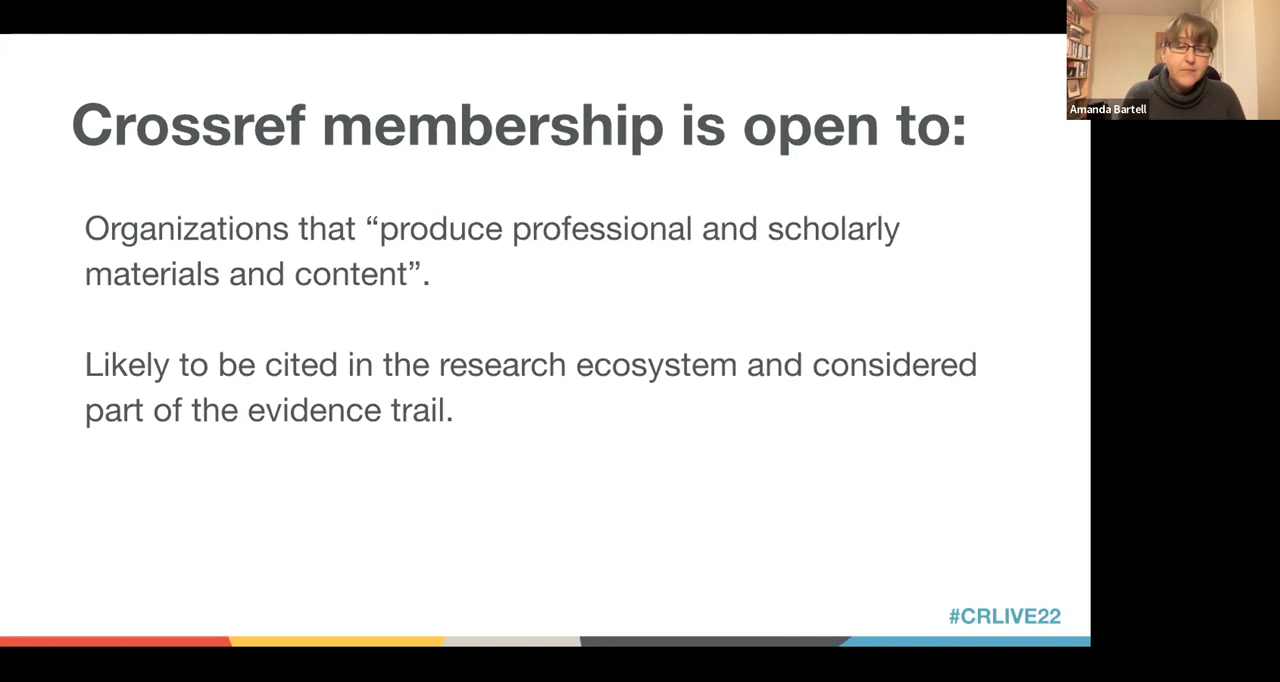 Crossref membership is open to:
Organizations that “produce professional and scholarly
materials and content”.
Likely to be cited in the research ecosystem and considered
part of the evidence trail.
#CRLIVE22
Amanda Bartell